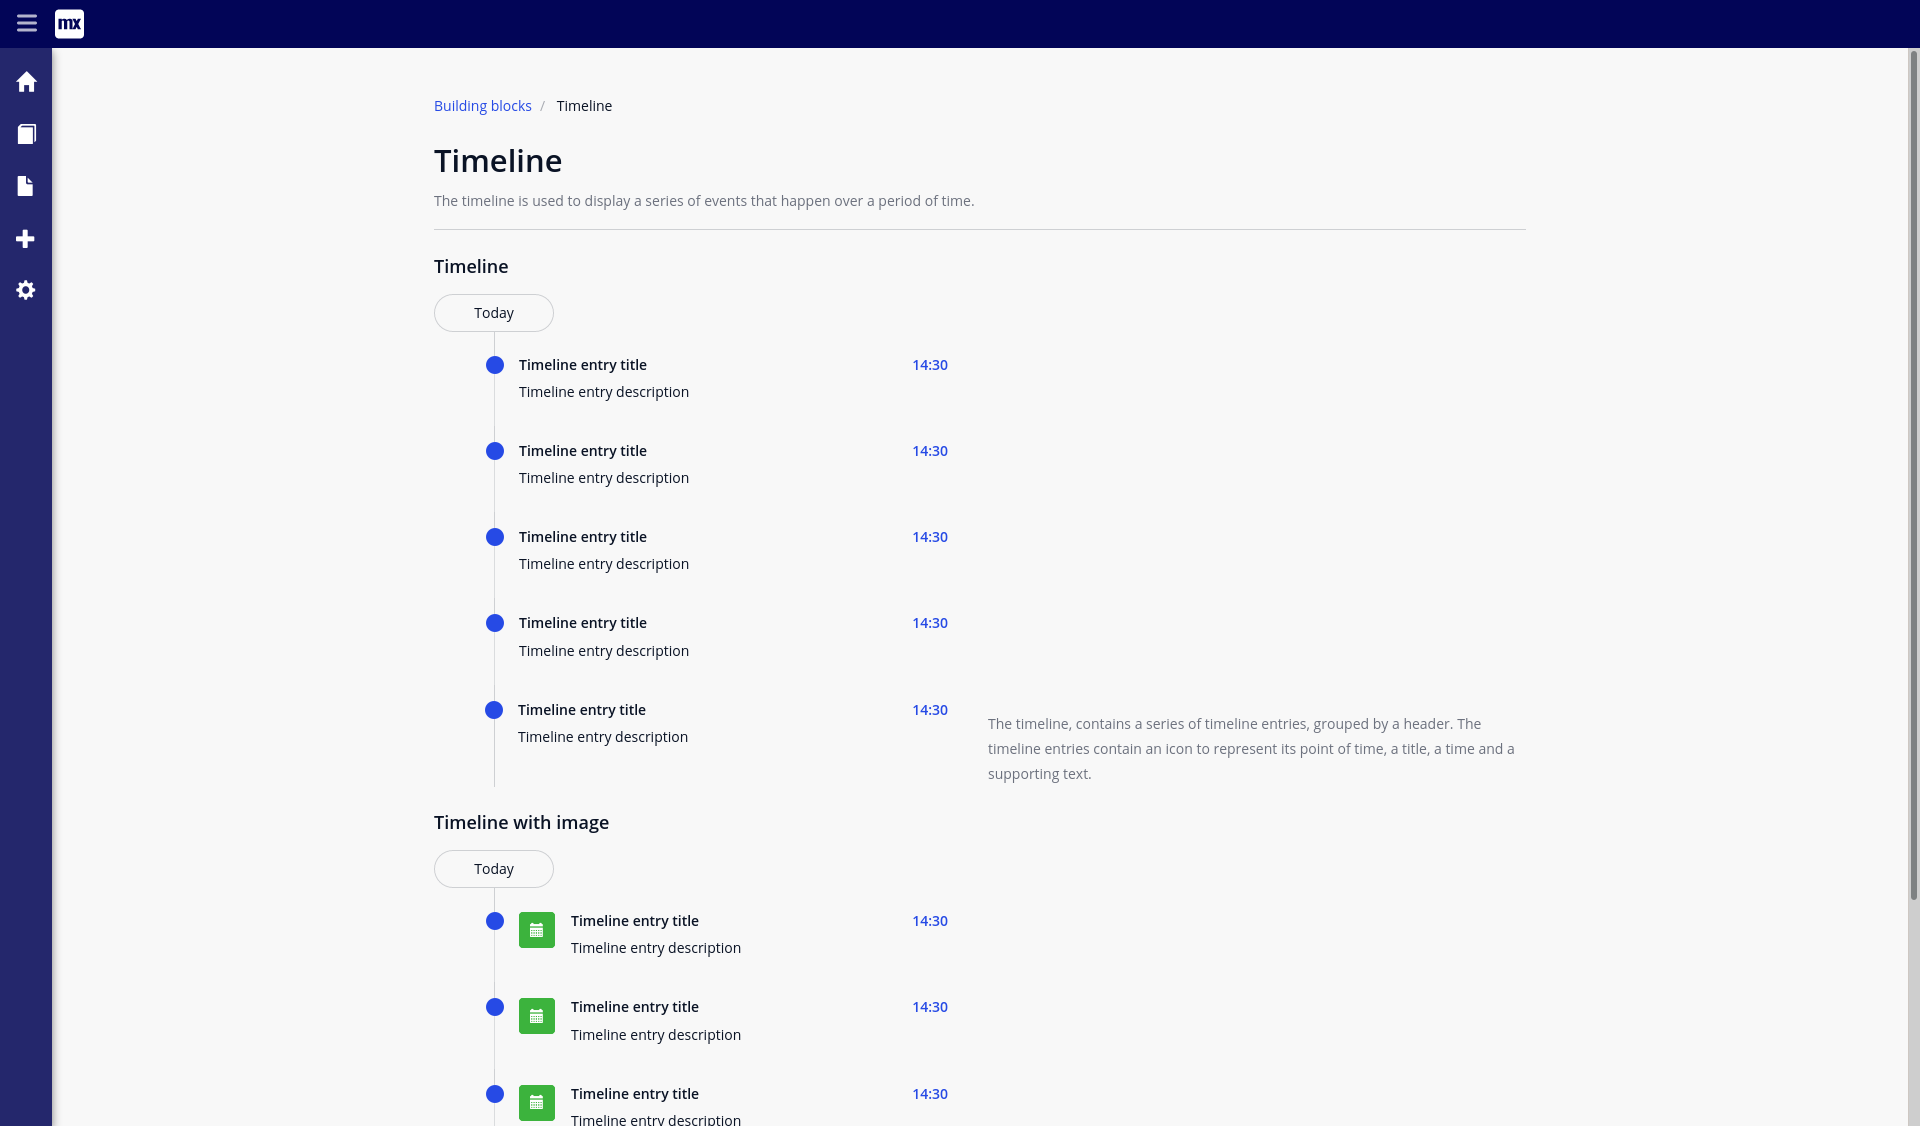 mx
Building blocks / Timeline
Timeline
The timeline is used to display a series of events that happen over a period of time.
Timeline
Today
Timeline entry title 14:30
Timeline entry description
Timeline entry title 14:30
Timeline entry description
Timeline entry title 14:30
Timeline entry description
Timeline entry title 14:30
Timeline entry description
Timeline entry title 14:30
Timeline entry description
The timeline, contains a series of timeline entries, grouped by a header. The
timeline entries contain an icon to represent its point of time, a title, a time and a
supporting text.
Timeline with image
Today
Timeline entry title 14:30
Timeline entry description
Timeline entry title 14:30
Timeline entry description
Timeline entry title 14:30
Timeline entry description